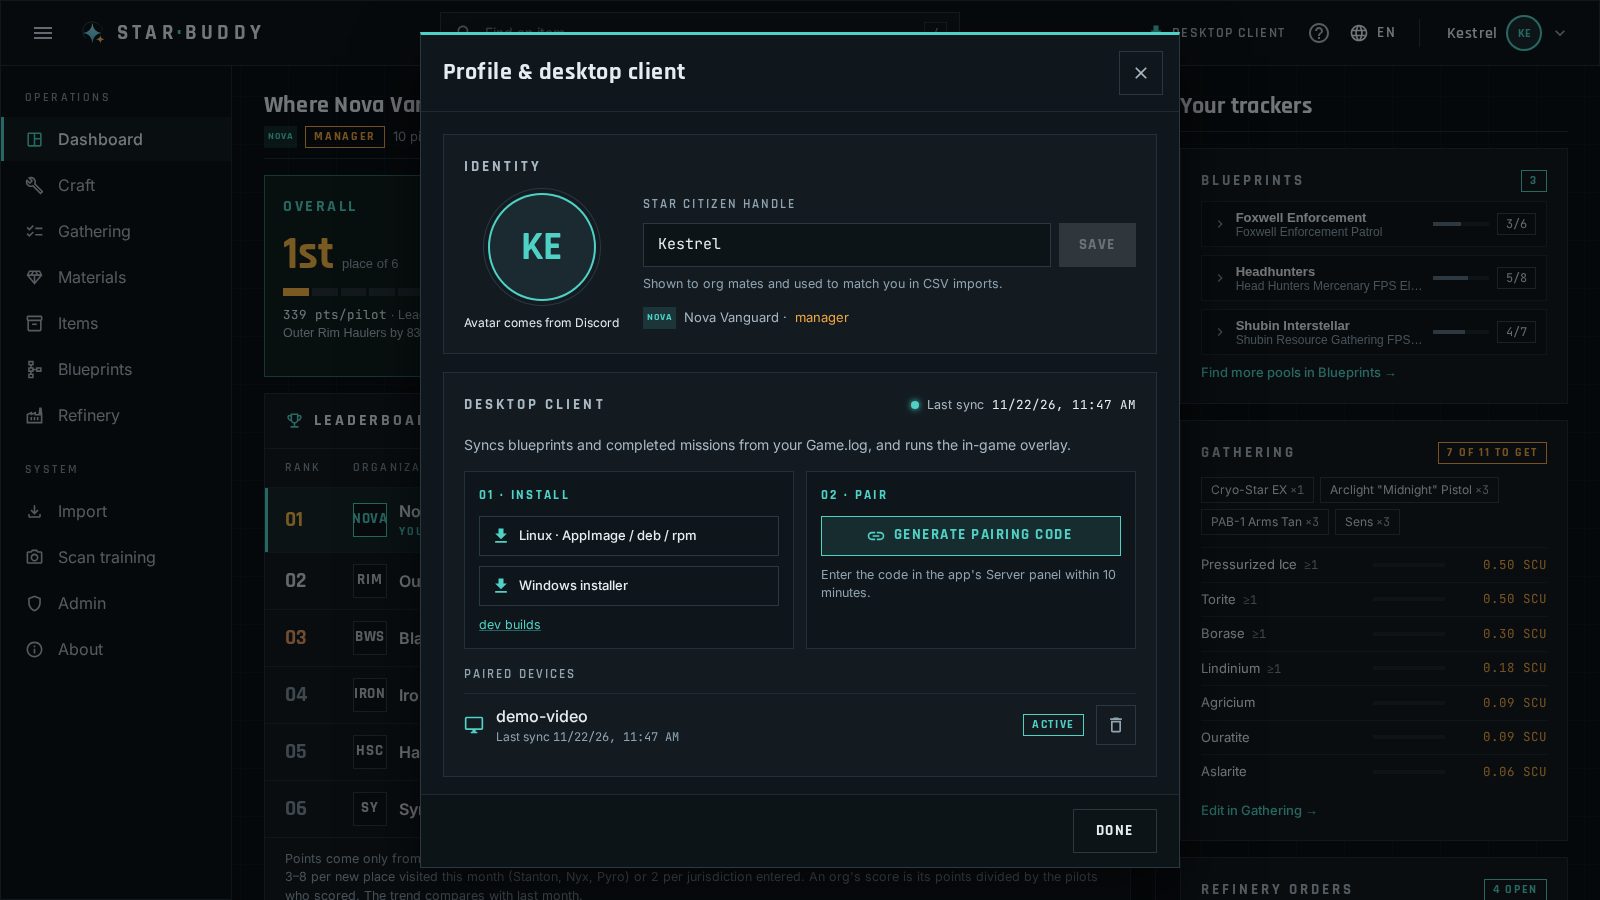 STAR·BUDDY
Find an item
/
DESKTOP CLIENT
EN
Kestrel
KE
OPERATIONS
Dashboard
Craft
Gathering
Materials
Items
Blueprints
Refinery
SYSTEM
Import
Scan training
Admin
About
Where Nova
NOVA
MANAGER
10
OVERALL
1st
place of 6
339 pts/pilot ·
Outer Rim Haulers by
LEADERBOA
RANK
ORGANIZA
01
NOVA
No
YOU
02
RIM
Ou
03
BWS
Bla
04
IRON
Iro
05
HSC
Ha
06
SY
Sy
Points come only from
3–8 per new place visited this month (Stanton, Nyx, Pyro) or 2 per jurisdiction entered. An org's score is its points divided by the pilots
who scored. The trend compares with last month.
Profile & desktop client
IDENTITY
KE
Avatar comes from Discord
STAR CITIZEN HANDLE
Kestrel
SAVE
Shown to org mates and used to match you in CSV imports.
NOVA
Nova Vanguard · manager
DESKTOP CLIENT
Last sync 11/22/26, 11:47 AM
Syncs blueprints and completed missions from your Game.log, and runs the in-game overlay.
01 · INSTALL
Linux · AppImage / deb / rpm
Windows installer
dev builds
02 · PAIR
GENERATE PAIRING CODE
Enter the code in the app's Server panel within 10
minutes.
PAIRED DEVICES
demo-video
Last sync 11/22/26, 11:47 AM
ACTIVE
DONE
Your trackers
BLUEPRINTS
3
Foxwell Enforcement
Foxwell Enforcement Patrol
3/6
Headhunters
Head Hunters Mercenary FPS El…
5/8
Shubin Interstellar
Shubin Resource Gathering FPS…
4/7
Find more pools in Blueprints →
GATHERING
7 OF 11 TO GET
Cryo-Star EX ×1
Arclight "Midnight" Pistol ×3
PAB-1 Arms Tan ×3
Sens ×3
Pressurized Ice ≥1
0.50 SCU
Torite ≥1
0.50 SCU
Borase ≥1
0.30 SCU
Lindinium ≥1
0.18 SCU
Agricium
0.09 SCU
Ouratite
0.09 SCU
Aslarite
0.06 SCU
Edit in Gathering →
REFINERY ORDERS
4 OPEN